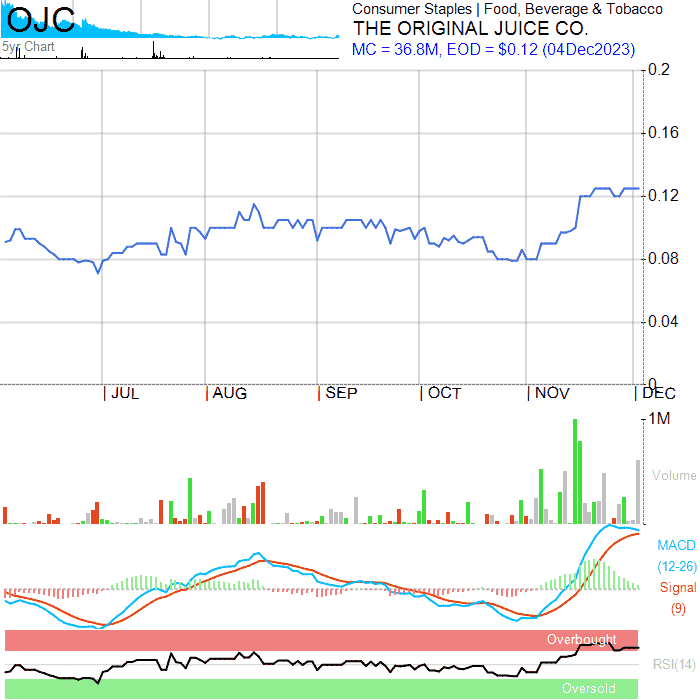 OJC
5yr Chart
Consumer Staples | Food, Beverage & Tobacco
THE ORIGINAL JUICE CO.
MC = 36.8M, EOD = $0.12 (04Dec2023)
0.2
0.16
0.12
0.08
0.04
0
JUL AUG SEP OCT NOV DEC
1M
Volume
MACD
(12-26)
Signal
(9)
Overbought
RSI(14)
Oversold